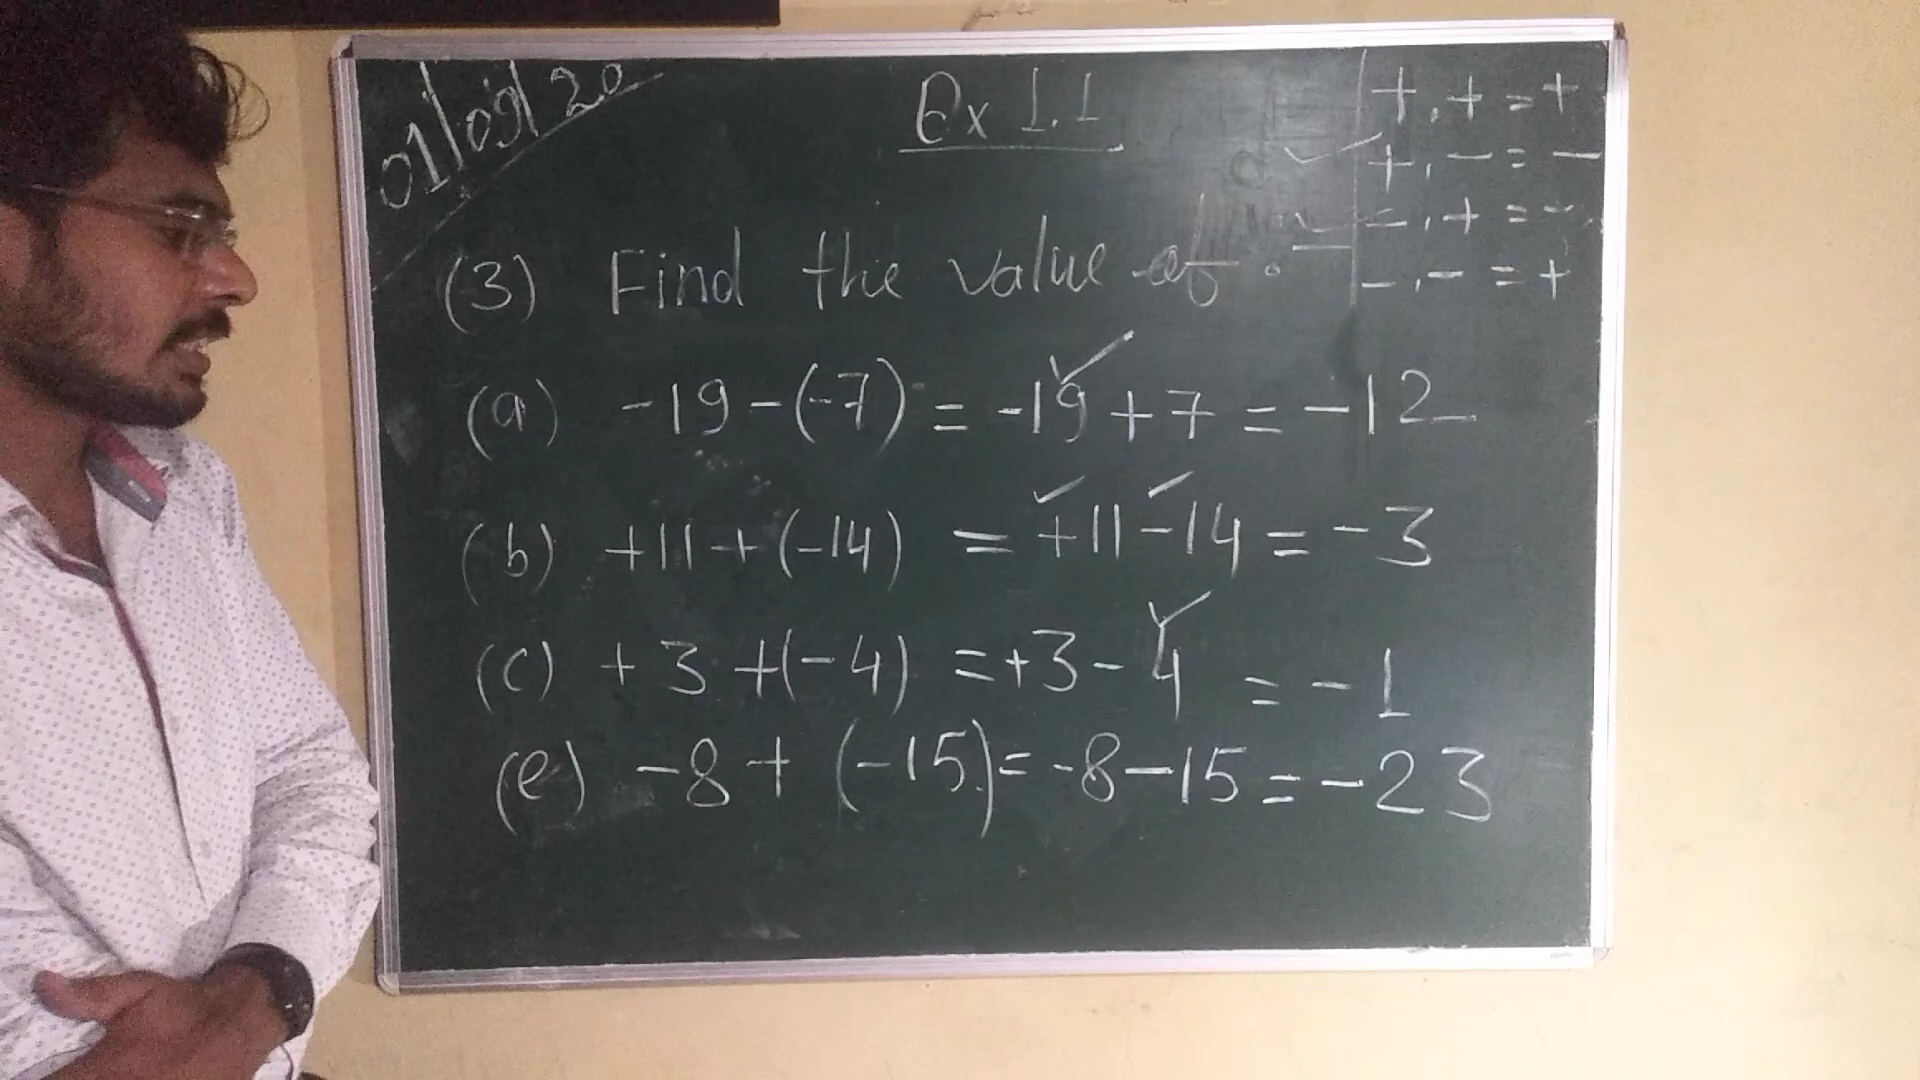 01/09/20
Ex 1.1
+ . + = +
+ . - = -
- . + = -
- . - = +
(3) Find the value of
(a) -19-(-7) = -19+7 = -12
(b) +11+(-14) = +11-14 = -3
(c) +3+(-4) =+3-4 = -1
(e) -8+(-15)= -8-15 = -23